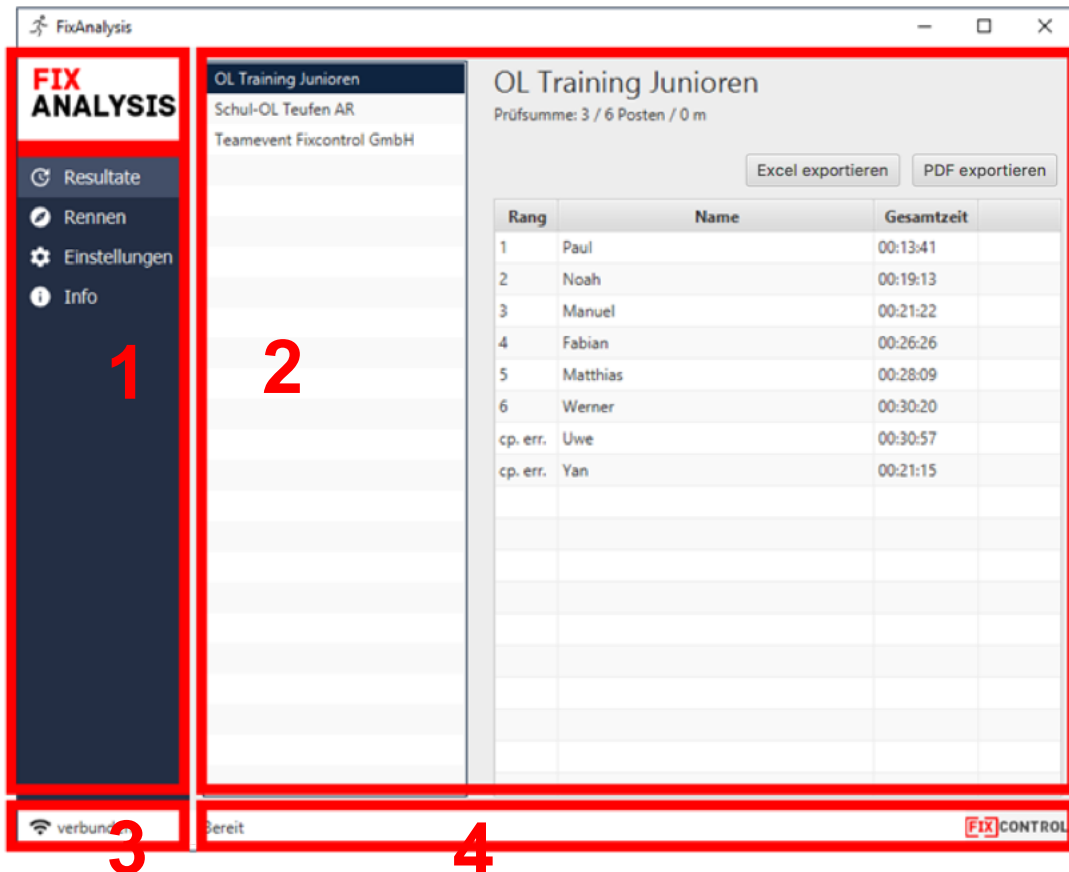 FixAnalysis
FIX
ANALYSIS
Resultate
Rennen
Einstellungen
Info
1
OL Training Junioren
Schul-OL Teufen AR
Teamevent Fixcontrol GmbH
2
OL Training Junioren
Prüfsumme: 3 / 6 Posten / 0 m
Excel exportieren PDF exportieren
Rang Name Gesamtzeit
1 Paul 00:13:41
2 Noah 00:19:13
3 Manuel 00:21:22
4 Fabian 00:26:26
5 Matthias 00:28:09
6 Werner 00:30:20
cp. err. Uwe 00:30:57
cp. err. Yan 00:21:15
3
Bereit
4
FIX CONTROL